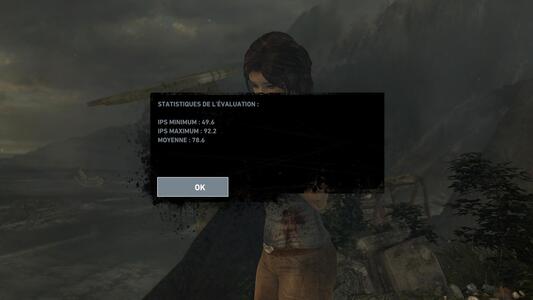 STATISTIQUES DE L'ÉVALUATION :
IPS MINIMUM : 49.6
IPS MAXIMUM : 92.2
MOYENNE : 78.6
OK